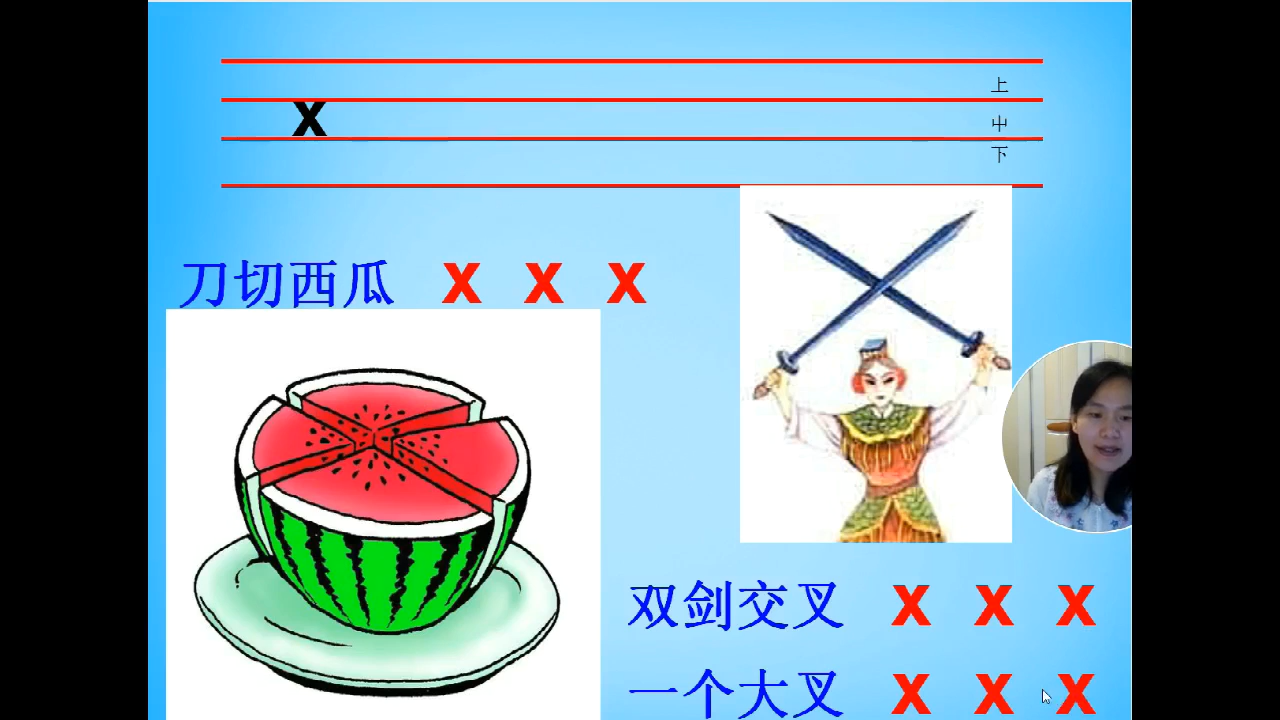 上
x 中
下
刀切西瓜 x x x
双剑交叉 x x x
一个大叉 x x x